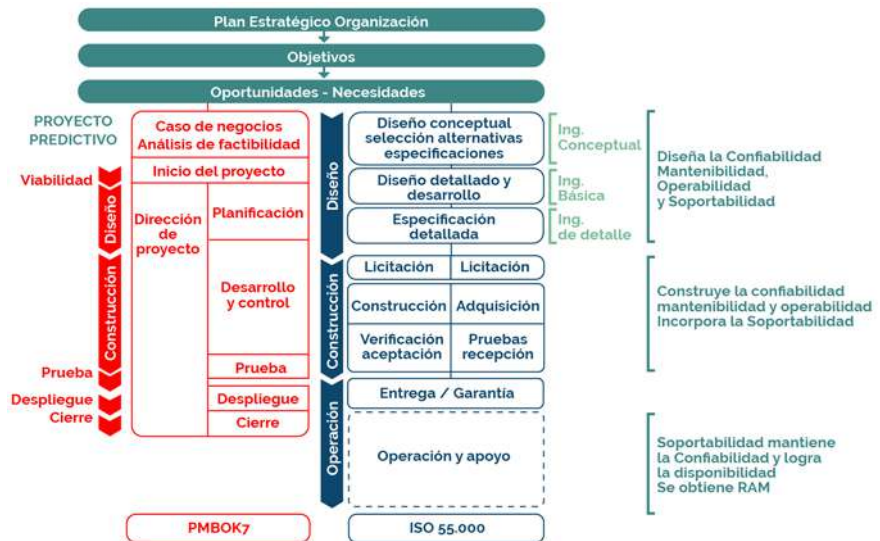 Plan Estratégico Organización
Objetivos
Oportunidades - Necesidades
PROYECTO
PREDICTIVO
Viabilidad
Diseño
Construcción
Prueba
Despliegue
Cierre
Caso de negocios
Análisis de factibilidad
Inicio del proyecto
Dirección
de
proyecto
Planificación
Desarrollo
y control
Prueba
Despliegue
Cierre
PMBOK7
Diseño
Construcción
Operación
Diseño conceptual
selección alternativas
especificaciones
Diseño detallado y
desarrollo
Especificación
detallada
Licitación
Licitación
Construcción
Adquisición
Verificación
aceptación
Pruebas
recepción
Entrega / Garantía
Operación y apoyo
ISO 55.000
Ing.
Conceptual
Ing.
Básica
Ing.
de detalle
Diseña la Confiabilidad
Mantenibilidad,
Operabilidad
y Soportabilidad
Construye la confiabilidad
mantenibilidad y operabilidad
Incorpora la Soportabilidad
Soportabilidad mantiene
la Confiabilidad y logra
la disponibilidad
Se obtiene RAM